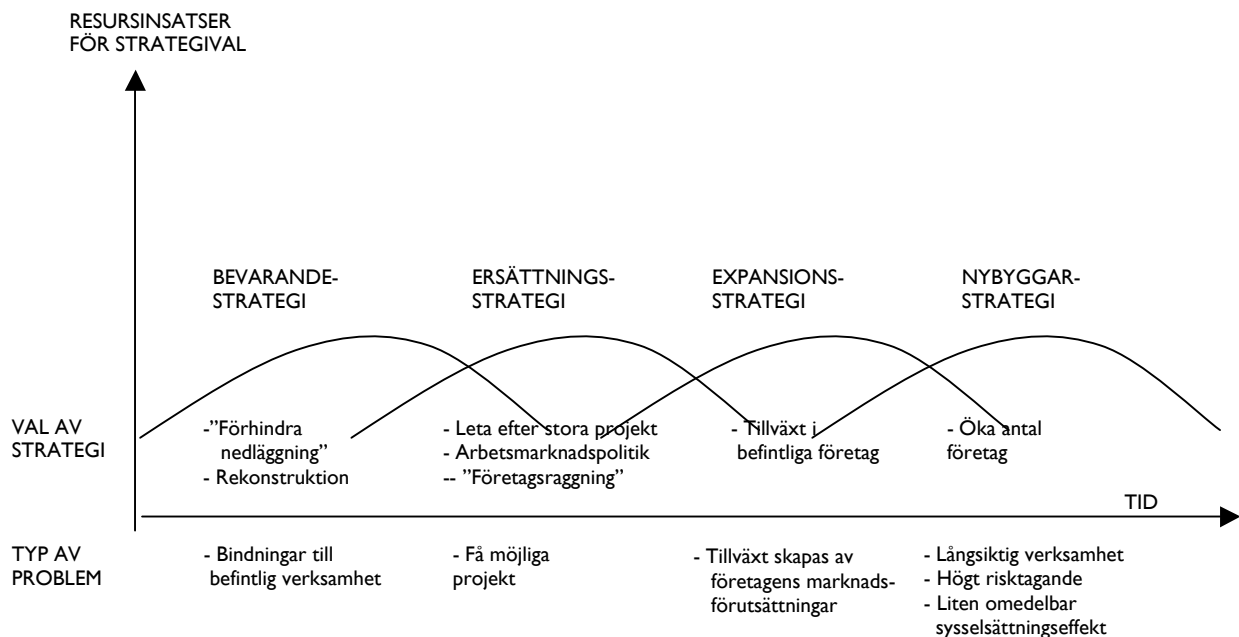 RESURSINSATSER
FÖR STRATEGIVAL
BEVARANDE-
STRATEGI
ERSÄTTNINGS-
STRATEGI
EXPANSIONS-
STRATEGI
NYBYGGAR-
STRATEGI
VAL AV
STRATEGI
-”Förhindra
nedläggning”
- Rekonstruktion
- Leta efter stora projekt
- Arbetsmarknadspolitik
-- ”Företagsraggning”
- Tillväxt i
befintliga företag
- Öka antal
företag
TID
TYP AV
PROBLEM
- Bindningar till
befintlig verksamhet
- Få möjliga
projekt
- Tillväxt skapas av
företagens marknads-
förutsättningar
- Långsiktig verksamhet
- Högt risktagande
- Liten omedelbar
sysselsättningseffekt